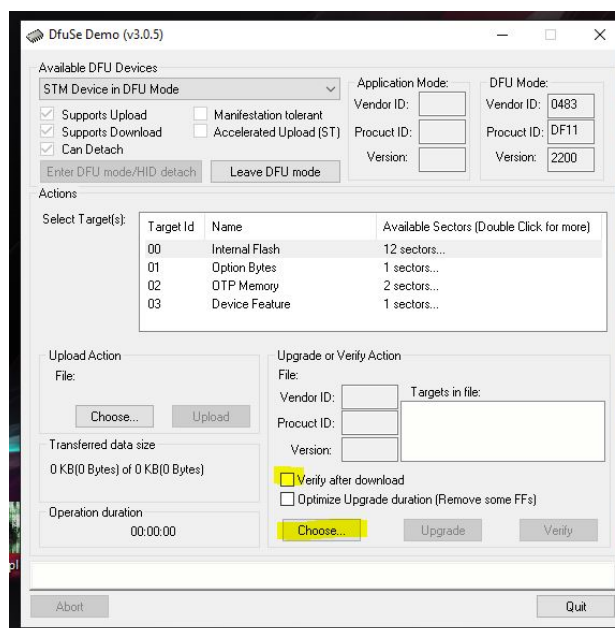 DfuSe Demo (v3.0.5)
Available DFU Devices
STM Device in DFU Mode
Supports Upload
Manifestation tolerant
Supports Download
Accelerated Upload (ST)
Can Detach
Enter DFU mode/HID detach
Leave DFU mode
Application Mode:
Vendor ID:
Procuct ID:
Version:
DFU Mode:
Vendor ID: 0483
Procuct ID: DF11
Version: 2200
Actions
Select Target(s):
Target Id Name Available Sectors (Double Click for more)
00 Internal Flash 12 sectors...
01 Option Bytes 1 sectors...
02 OTP Memory 2 sectors...
03 Device Feature 1 sectors...
Upload Action
File:
Choose... Upload
Transferred data size
0 KB(0 Bytes) of 0 KB(0 Bytes)
Operation duration
00:00:00
Upgrade or Verify Action
File:
Vendor ID:
Procuct ID:
Version:
Targets in file:
Verify after download
Optimize Upgrade duration (Remove some FFs)
Choose... Upgrade Verify
Abort Quit